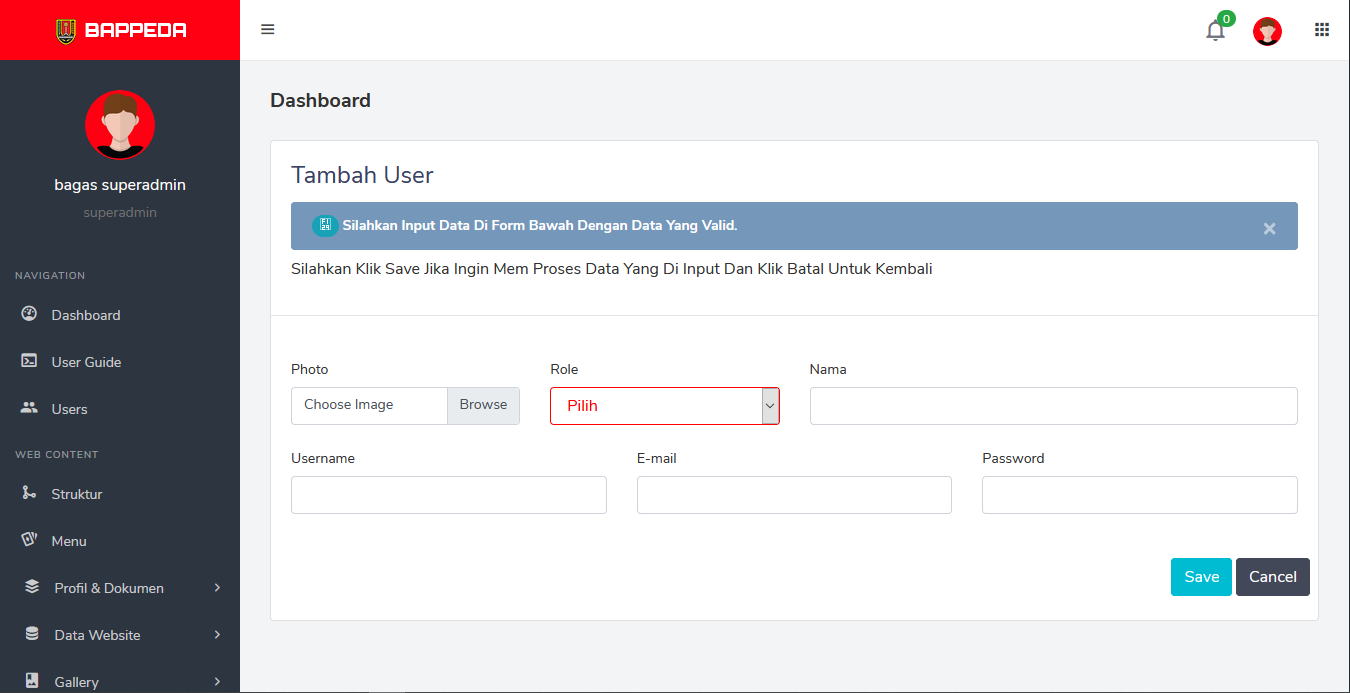 BAPPEDA
0
bagas superadmin
superadmin
NAVIGATION
Dashboard
User Guide
Users
WEB CONTENT
Struktur
Menu
Profil & Dokumen
Data Website
Gallery
Dashboard
Tambah User
Silahkan Input Data Di Form Bawah Dengan Data Yang Valid.
×
Silahkan Klik Save Jika Ingin Mem Proses Data Yang Di Input Dan Klik Batal Untuk Kembali
Photo
Role
Nama
Choose Image
Browse
Pilih
Username
E-mail
Password
Save
Cancel